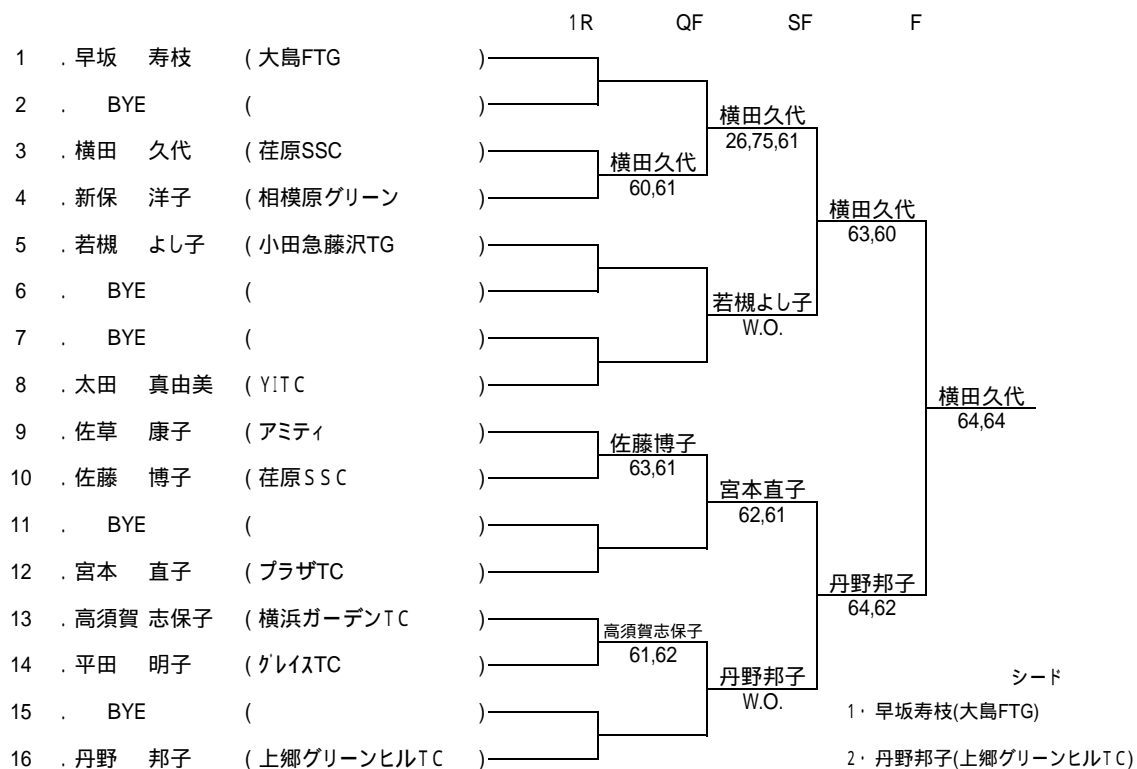 1R QF SF F
1 . 早坂 寿枝 ( 大島FTG )
2 . BYE ( )
横田久代
26,75,61
3 . 横田 久代 ( 荏原SSC )
横田久代
60,61
4 . 新保 洋子 ( 相模原グリーン )
横田久代
63,60
5 . 若槻 よし子 ( 小田急藤沢TG )
6 . BYE ( )
若槻よし子
W.O.
7 . BYE ( )
8 . 太田 真由美 ( YITC )
横田久代
64,64
9 . 佐草 康子 ( アミティ )
佐藤博子
63,61
10 . 佐藤 博子 ( 荏原SSC )
宮本直子
62,61
11 . BYE ( )
12 . 宮本 直子 ( プラザTC )
丹野邦子
64,62
13 . 高須賀 志保子 ( 横浜ガーデンTC )
高須賀志保子
61,62
14 . 平田 明子 ( グレイスTC )
丹野邦子
W.O.
シード
15 . BYE ( )
1・ 早坂寿枝(大島FTG)
16 . 丹野 邦子 ( 上郷グリーンヒルTC )
2・ 丹野邦子(上郷グリーンヒルTC)